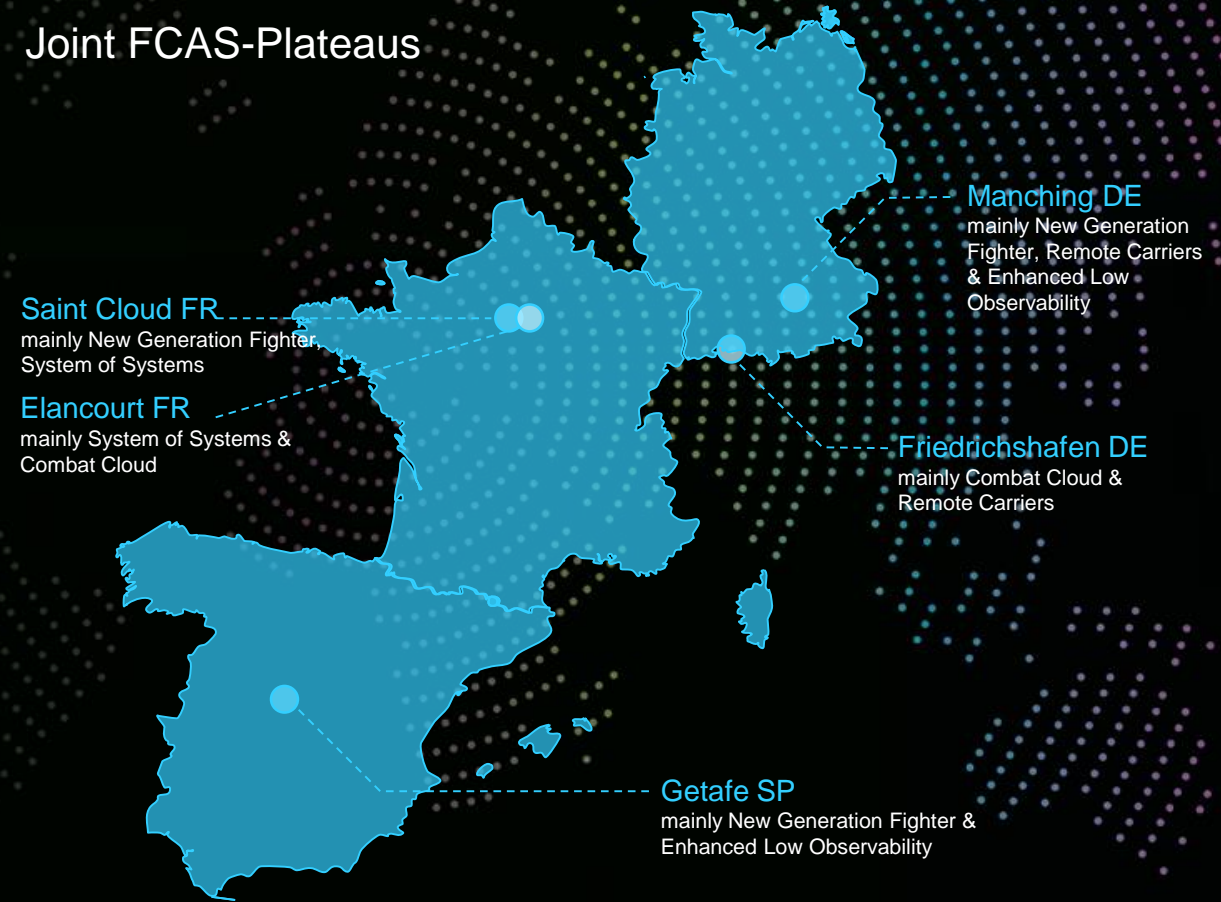 Joint FCAS-Plateaus
Manching DE
mainly New Generation
Fighter, Remote Carriers
& Enhanced Low
Observability
Saint Cloud FR
mainly New Generation Fighter,
System of Systems
Elancourt FR
mainly System of Systems &
Combat Cloud
Friedrichshafen DE
mainly Combat Cloud &
Remote Carriers
Getafe SP
mainly New Generation Fighter &
Enhanced Low Observability